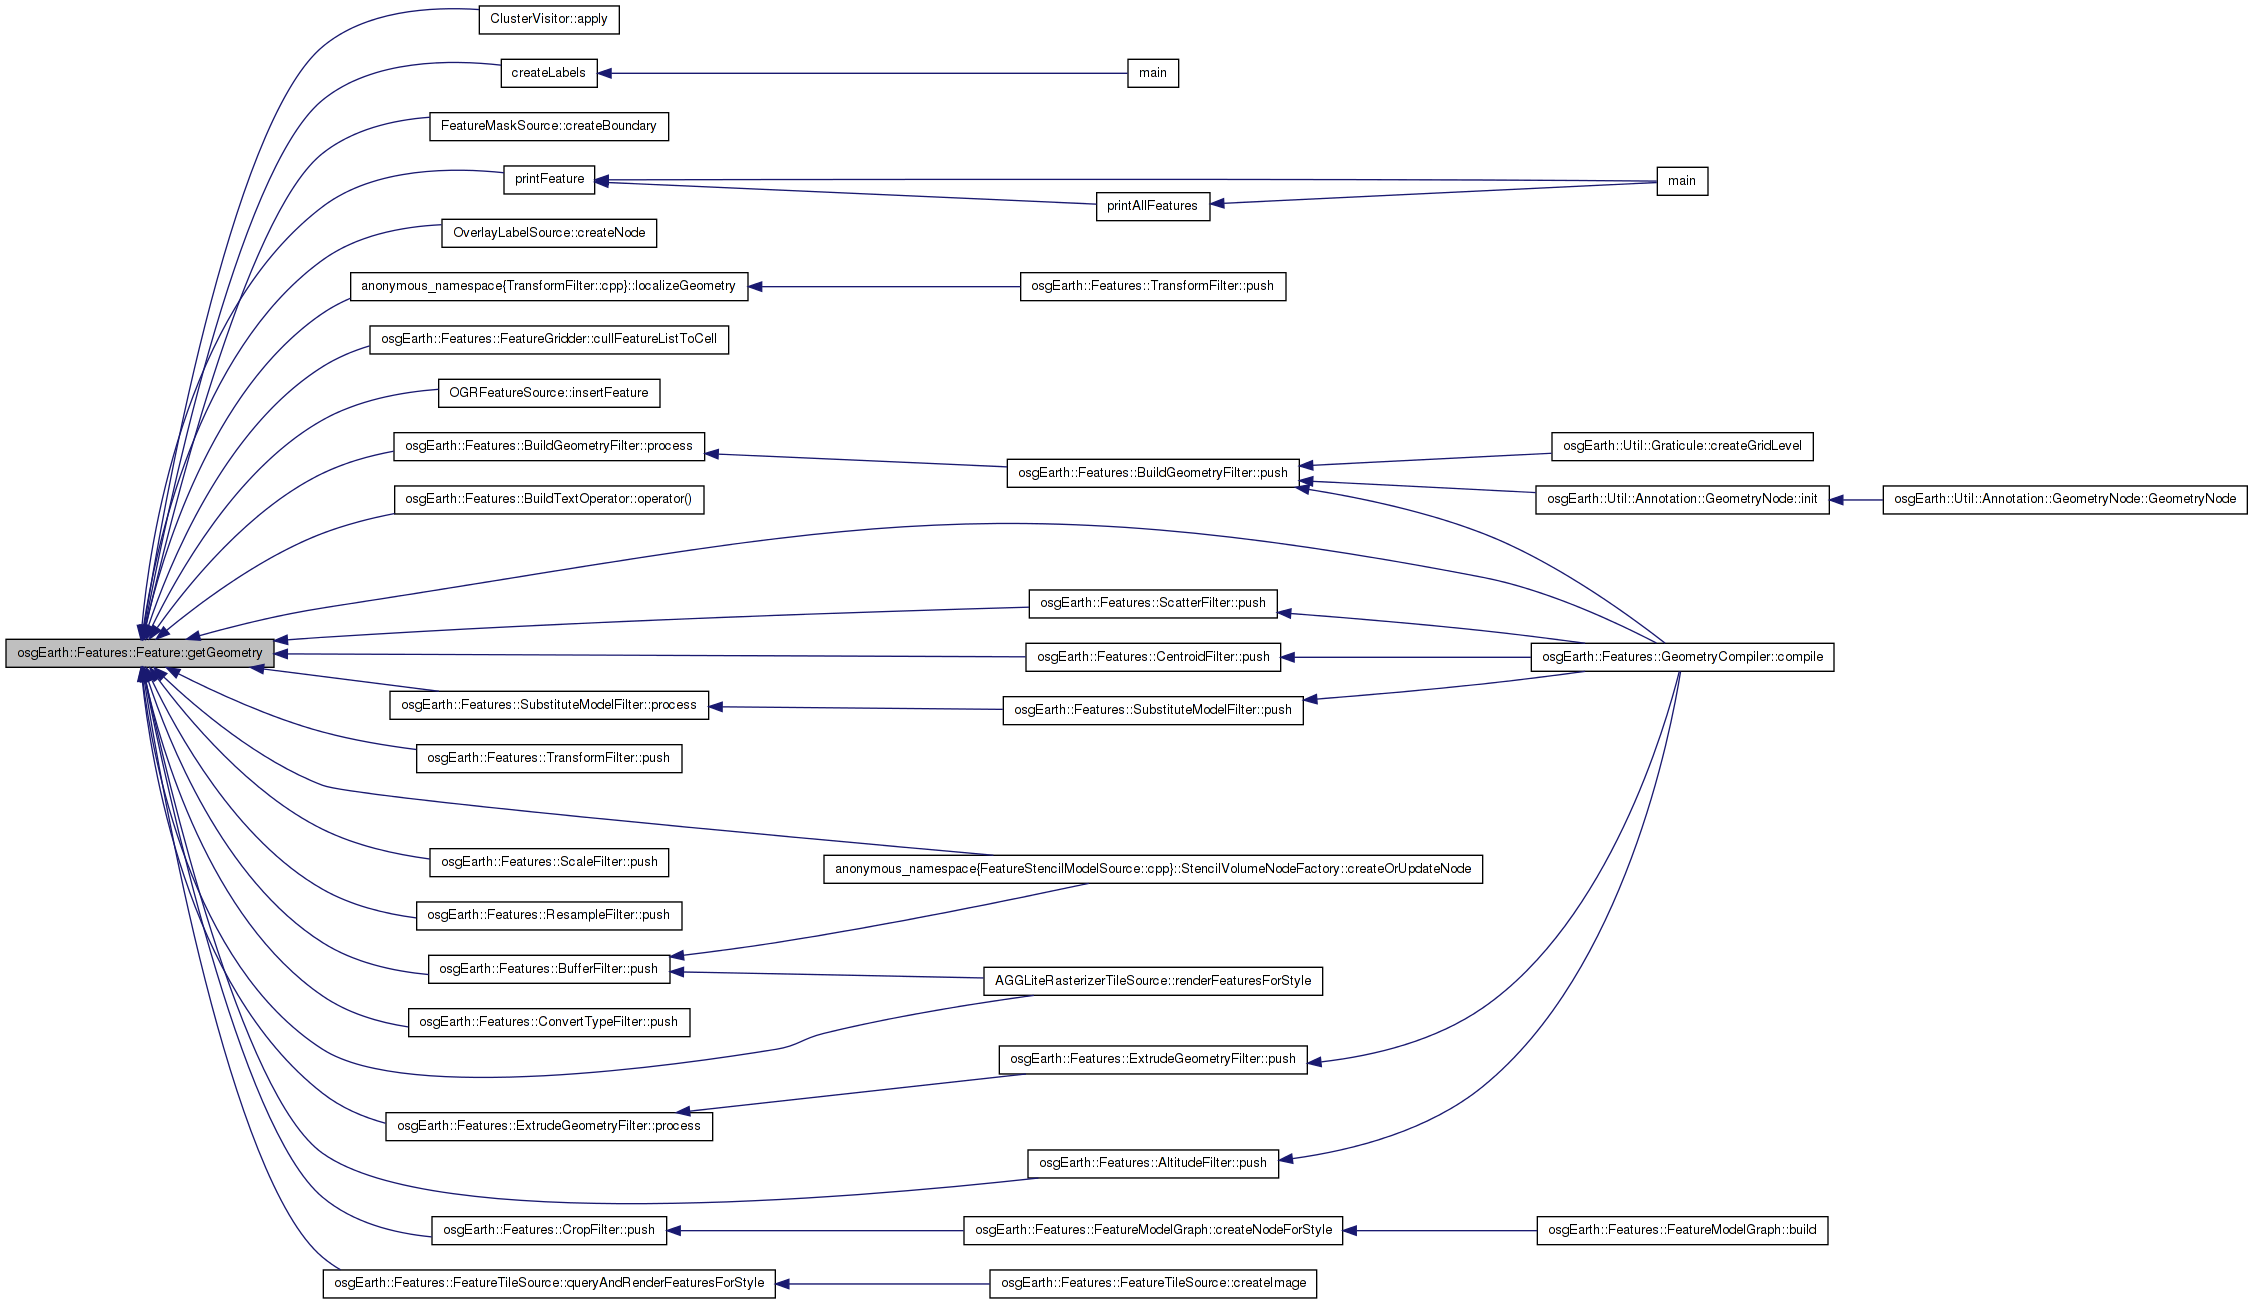 ClusterVisitor::apply
createLabels
main
FeatureMaskSource::createBoundary
printFeature
main
printAllFeatures
OverlayLabelSource::createNode
anonymous_namespace{TransformFilter::cpp}::localizeGeometry
osgEarth::Features::TransformFilter::push
osgEarth::Features::FeatureGridder::cullFeatureListToCell
OGRFeatureSource::insertFeature
osgEarth::Features::BuildGeometryFilter::process
osgEarth::Features::BuildGeometryFilter::push
osgEarth::Util::Graticule::createGridLevel
osgEarth::Features::BuildTextOperator::operator()
osgEarth::Util::Annotation::GeometryNode::init
osgEarth::Util::Annotation::GeometryNode::GeometryNode
osgEarth::Features::ScatterFilter::push
osgEarth::Features::Feature::getGeometry
osgEarth::Features::CentroidFilter::push
osgEarth::Features::GeometryCompiler::compile
osgEarth::Features::SubstituteModelFilter::process
osgEarth::Features::SubstituteModelFilter::push
osgEarth::Features::TransformFilter::push
osgEarth::Features::ScaleFilter::push
anonymous_namespace{FeatureStencilModelSource::cpp}::StencilVolumeNodeFactory::createOrUpdateNode
osgEarth::Features::ResampleFilter::push
osgEarth::Features::BufferFilter::push
AGGLiteRasterizerTileSource::renderFeaturesForStyle
osgEarth::Features::ConvertTypeFilter::push
osgEarth::Features::ExtrudeGeometryFilter::push
osgEarth::Features::ExtrudeGeometryFilter::process
osgEarth::Features::AltitudeFilter::push
osgEarth::Features::CropFilter::push
osgEarth::Features::FeatureModelGraph::createNodeForStyle
osgEarth::Features::FeatureModelGraph::build
osgEarth::Features::FeatureTileSource::queryAndRenderFeaturesForStyle
osgEarth::Features::FeatureTileSource::createImage